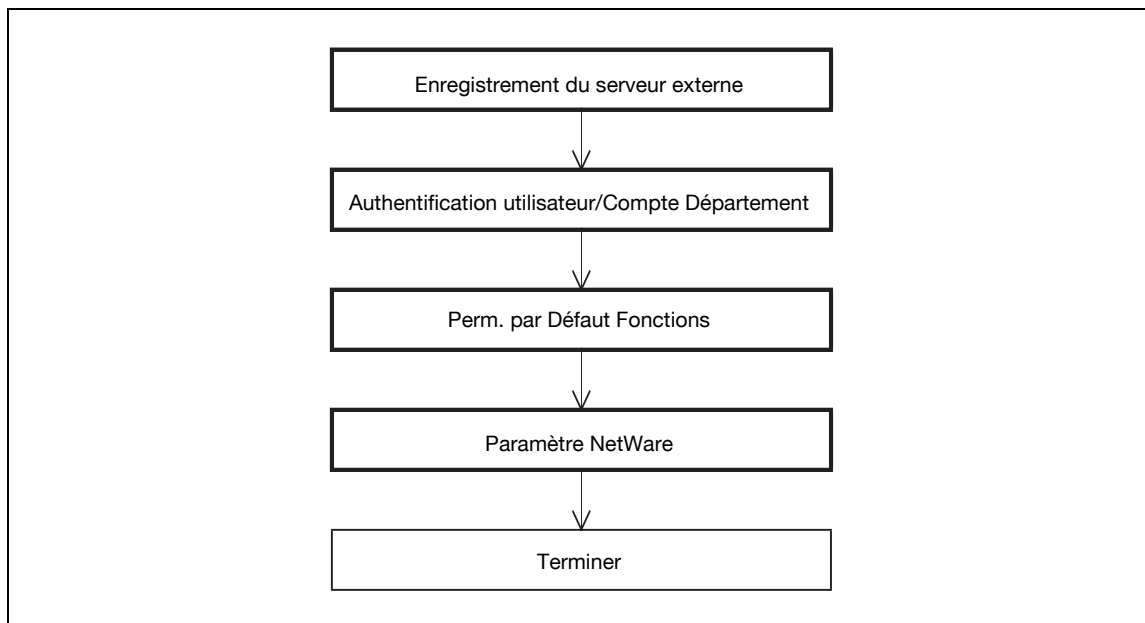 Enregistrement du serveur externe
Authentification utilisateur/Compte Département
Perm. par Défaut Fonctions
Paramètre NetWare
Terminer